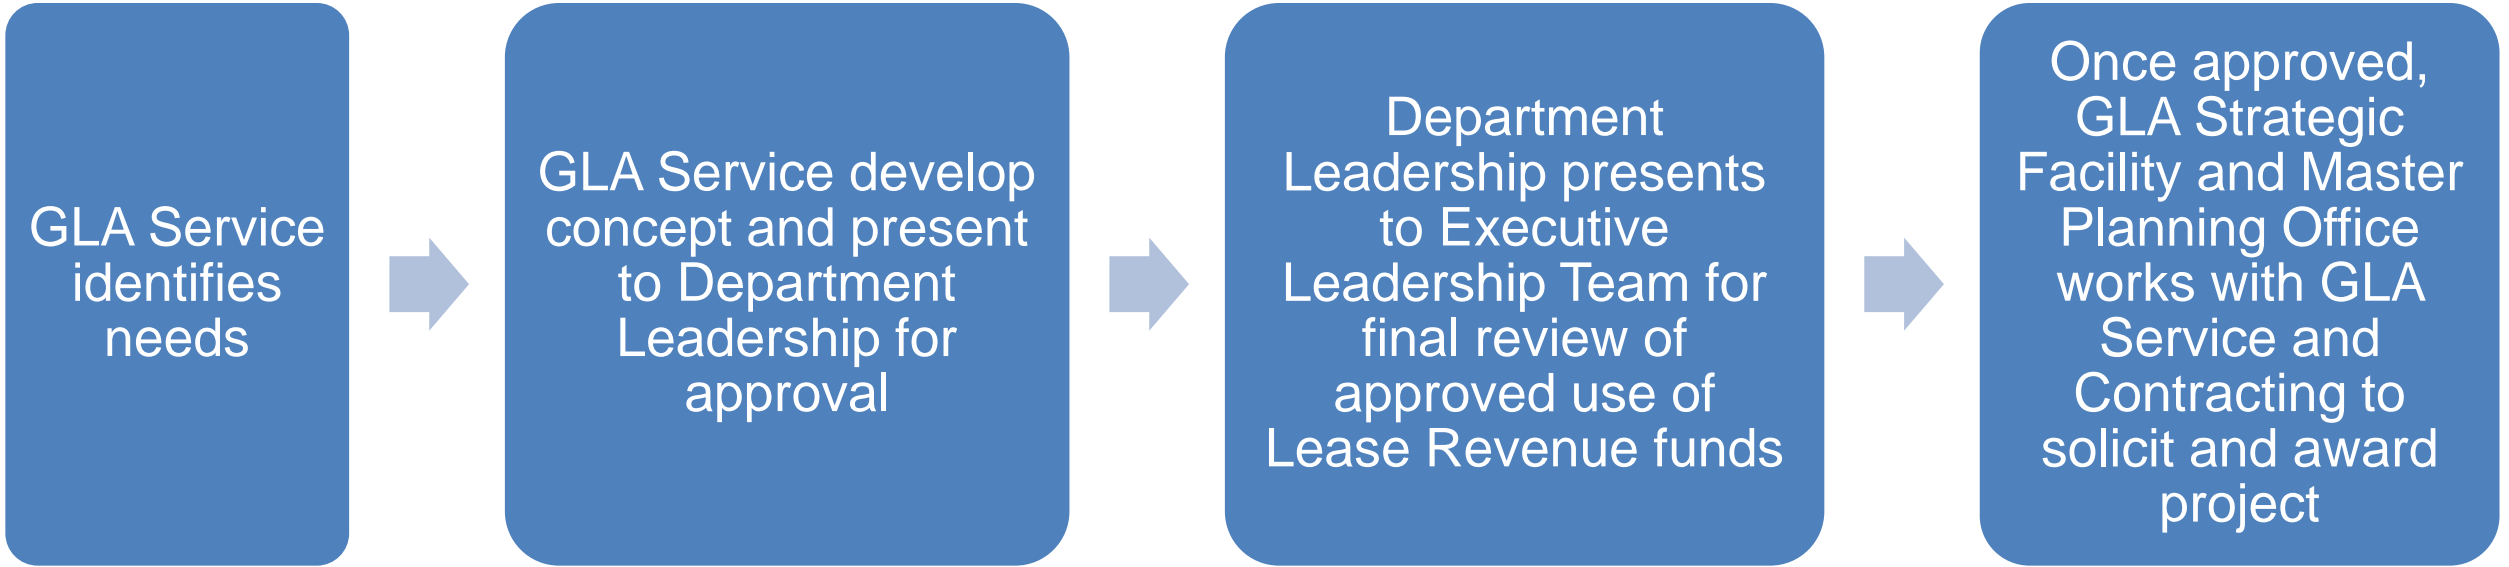 GLA Service
identifies
needs
GLA Service develop
concept and present
to Department
Leadership for
approval
Department
Leadership presents
to Executive
Leadership Team for
final review of
approved use of
Lease Revenue funds
Once approved,
GLA Strategic
Facility and Master
Planning Office
works with GLA
Service and
Contracting to
solicit and award
project